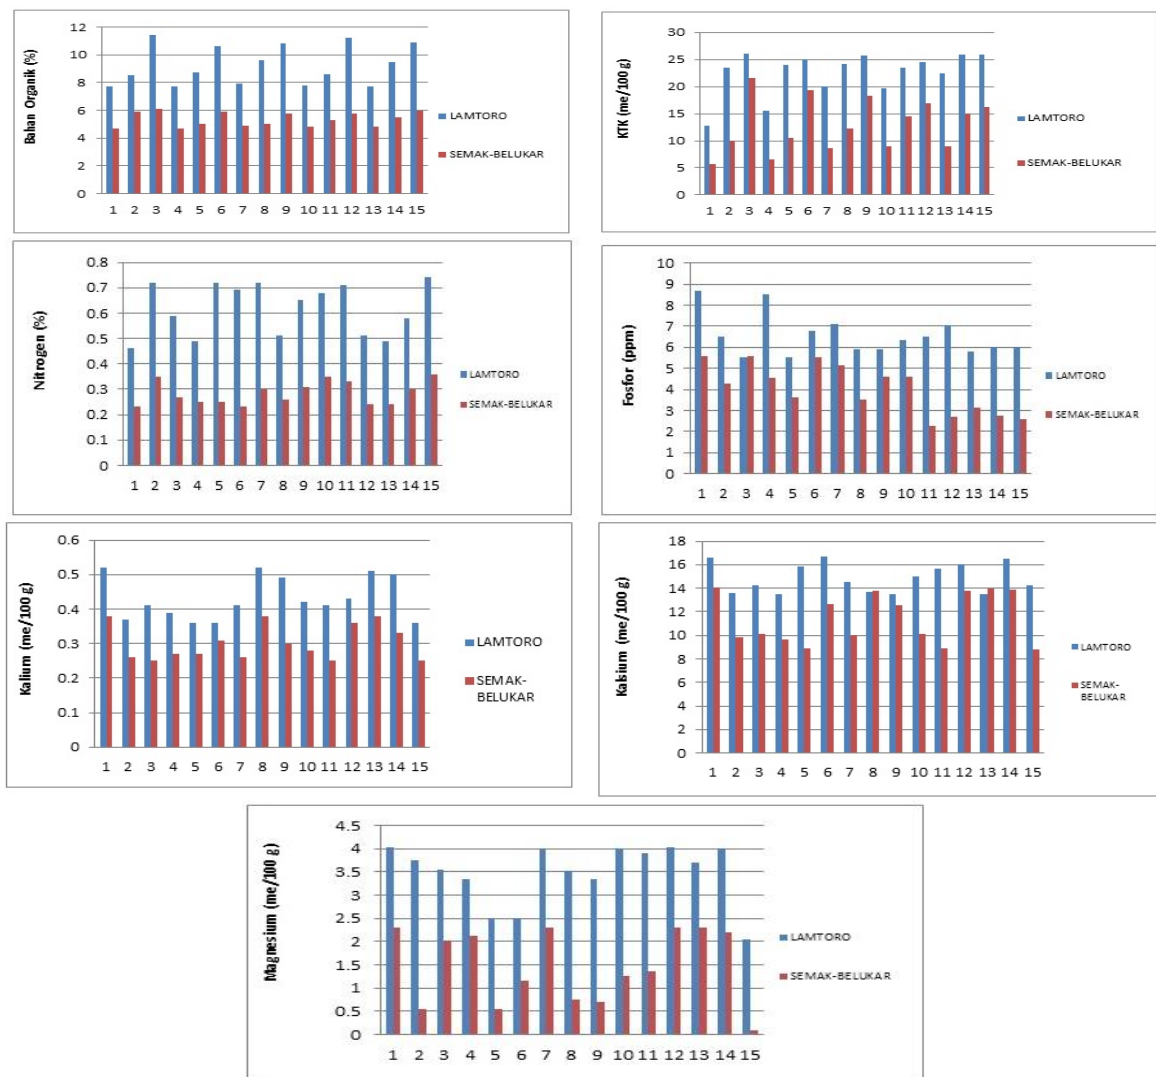 Bahan Organik (%)
12
10
8
6
4
2
0
1 2 3 4 5 6 7 8 9 10 11 12 13 14 15
LAMTORO
SEMAK-BELUKAR
KTK (me/100 g)
30
25
20
15
10
5
0
1 2 3 4 5 6 7 8 9 10 11 12 13 14 15
LAMTORO
SEMAK-BELUKAR
Nitrogen (%)
0.8
0.7
0.6
0.5
0.4
0.3
0.2
0.1
0
1 2 3 4 5 6 7 8 9 10 11 12 13 14 15
LAMTORO
SEMAK-BELUKAR
Fosfor (ppm)
10
9
8
7
6
5
4
3
2
1
0
1 2 3 4 5 6 7 8 9 10 11 12 13 14 15
LAMTORO
SEMAK-BELUKAR
Kalium (me/100 g)
0.6
0.5
0.4
0.3
0.2
0.1
0
1 2 3 4 5 6 7 8 9 10 11 12 13 14 15
LAMTORO
SEMAK-
BELUKAR
Kalsium (me/100 g)
18
16
14
12
10
8
6
4
2
0
1 2 3 4 5 6 7 8 9 10 11 12 13 14 15
LAMTORO
SEMAK-
BELUKAR
Magnesium (me/100 g)
4.5
4
3.5
3
2.5
2
1.5
1
0.5
0
1 2 3 4 5 6 7 8 9 10 11 12 13 14 15
LAMTORO
SEMAK-BELUKAR